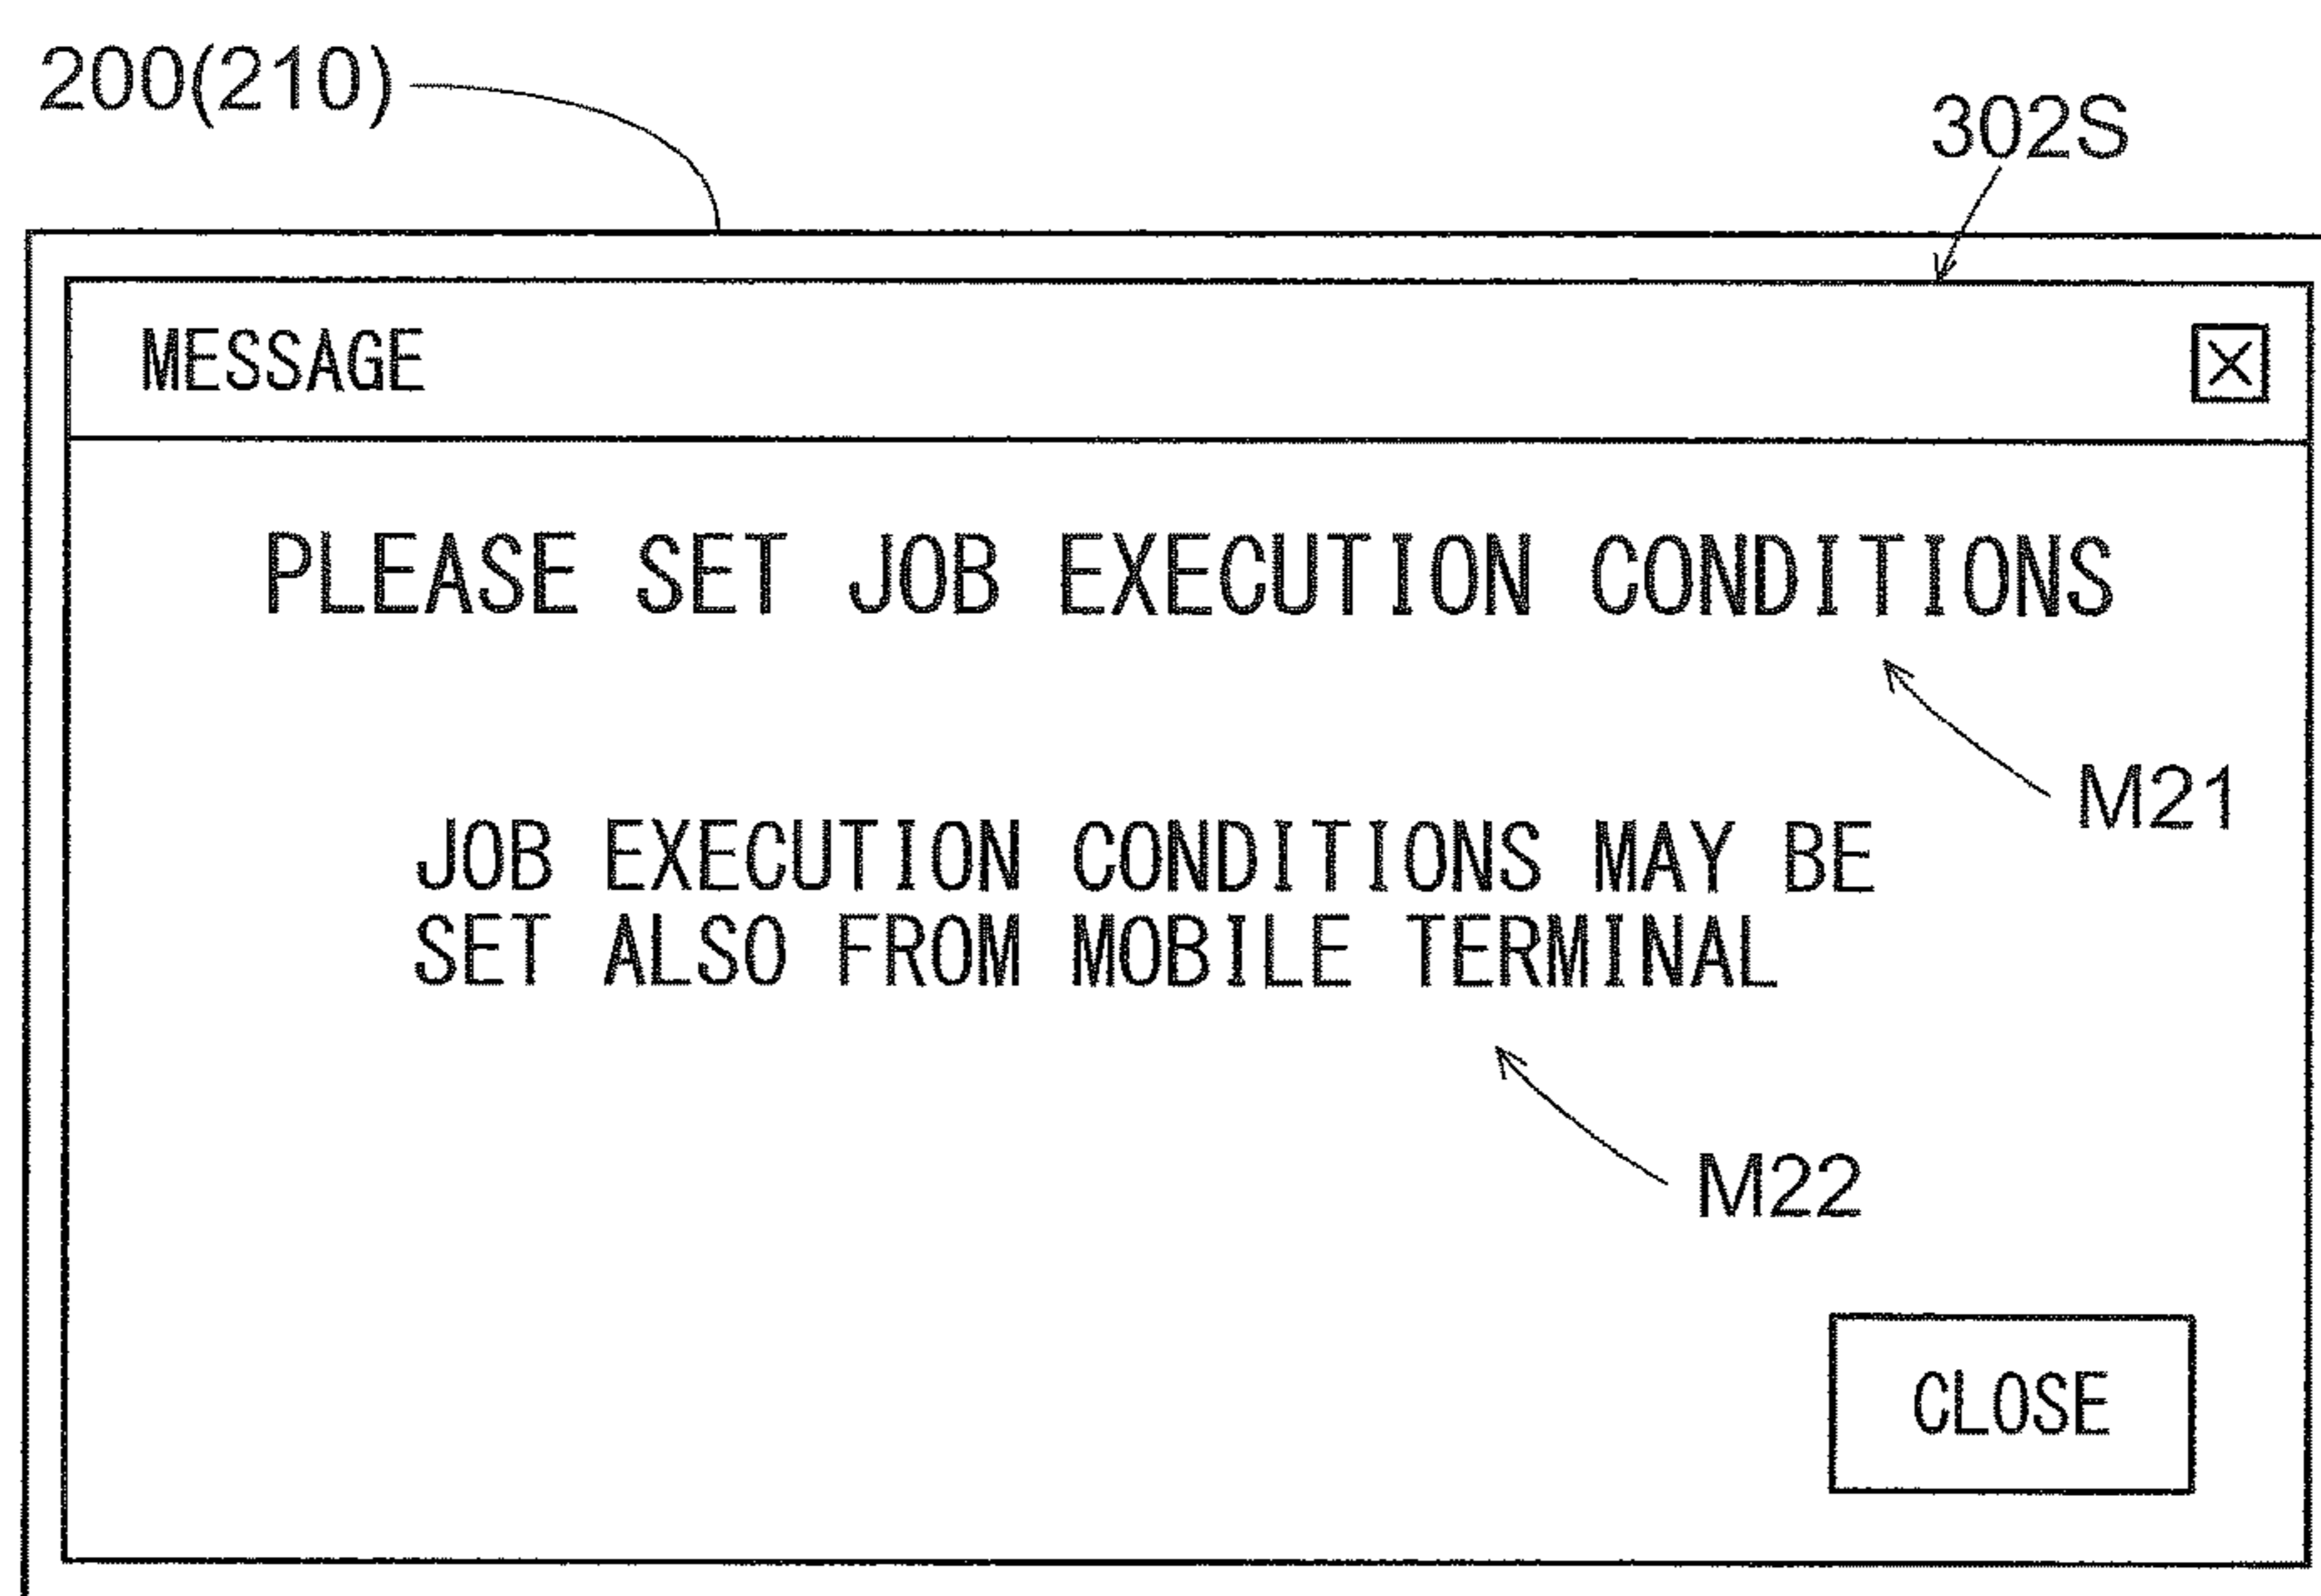 200(210)
302S
MESSAGE
PLEASE SET JOB EXECUTION CONDITIONS
M21
JOB EXECUTION CONDITIONS MAY BE
SET ALSO FROM MOBILE TERMINAL
M22
CLOSE